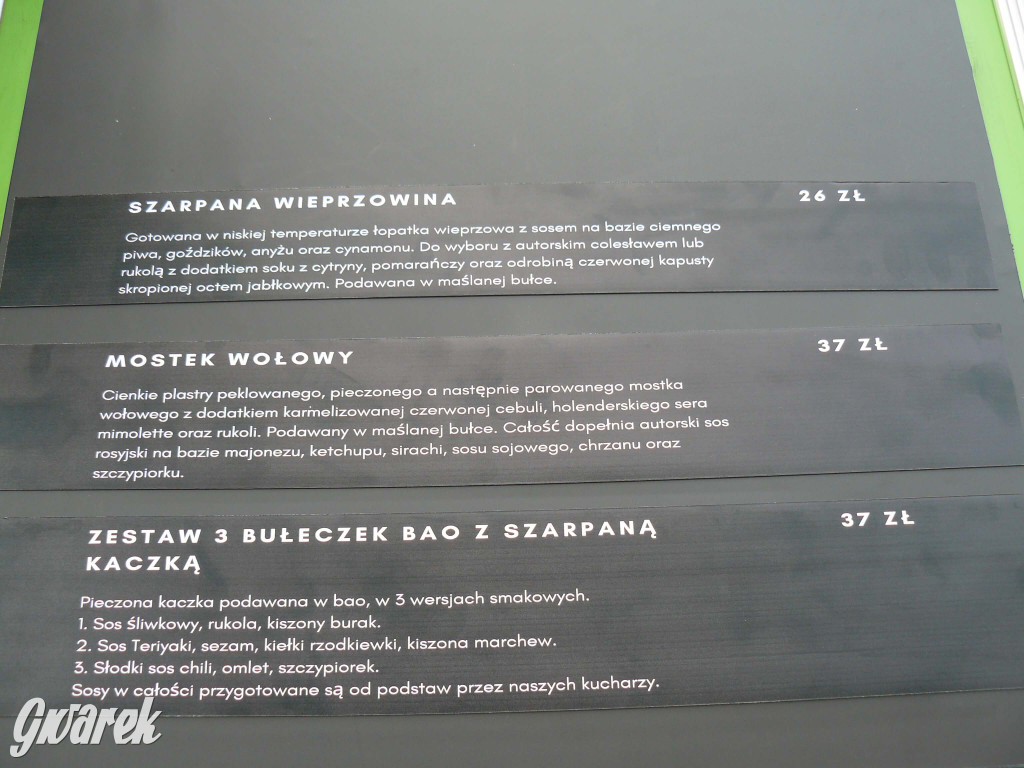 SZARPANA WIEPRZOWINA 26 ZŁ
Gotowana w niskiej temperaturze łopatka wieprzowa z sosem na bazie ciemnego
piwa, goździków, anyżu oraz cynamonu. Do wyboru z autorskim colesławem lub
rukolą z dodatkiem soku z cytryny, pomarańczy oraz odrobiną czerwonej kapusty
skropionej octem jabłkowym. Podawana w maślanej bułce.
MOSTEK WOŁOWY 37 ZŁ
Cienkie plastry peklowanego, pieczonego a następnie parowanego mostka
wołowego z dodatkiem karmelizowanej czerwonej cebuli, holenderskiego sera
mimolette oraz rukoli. Podawany w maślanej bułce. Całość dopełnia autorski sos
rosyjski na bazie majonezu, ketchupu, sirachi, sosu sojowego, chrzanu oraz
szczypiorku.
ZESTAW 3 BUŁECZEK BAO Z SZARPANĄ 37 ZŁ
KACZKĄ
Pieczona kaczka podawana w bao, w 3 wersjach smakowych.
1. Sos śliwkowy, rukola, kiszony burak.
2. Sos Teriyaki, sezam, kiełki rzodkiewki, kiszona marchew.
3. Słodki sos chili, omlet, szczypiorek.
Sosy w całości przygotowane są od podstaw przez naszych kucharzy.
Gwarek